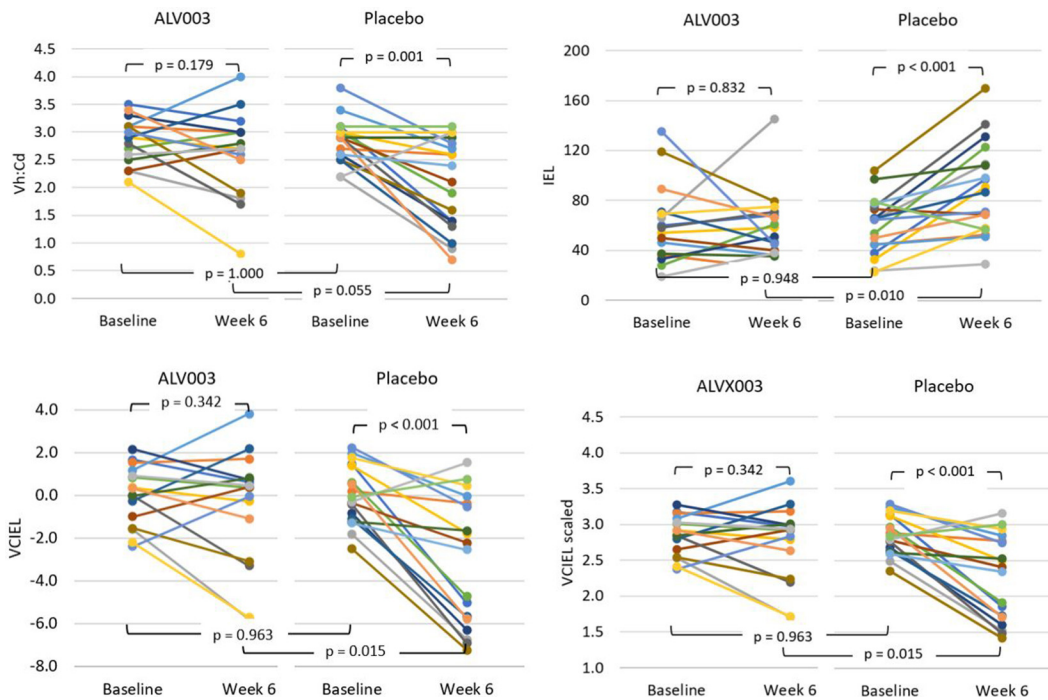 ALV003 Placebo
4.5
4.0
3.5
3.0
2.5
2.0
1.5
1.0
0.5
0.0
Vh:Cd
p = 0.179
p = 0.001
p = 1.000
p = 0.055
Baseline Week 6 Baseline Week 6
ALV003 Placebo
200
160
120
80
40
0
IEL
p = 0.832
p < 0.001
p = 0.948
p = 0.010
Baseline Week 6 Baseline Week 6
ALV003 Placebo
4.0
2.0
0.0
-2.0
-4.0
-6.0
-8.0
VCIEL
p = 0.342
p < 0.001
p = 0.963
p = 0.015
Baseline Week 6 Baseline Week 6
ALVX003 Placebo
4.5
4.0
3.5
3.0
2.5
2.0
1.5
1.0
VCIEL scaled
p = 0.342
p < 0.001
p = 0.963
p = 0.015
Baseline Week 6 Baseline Week 6